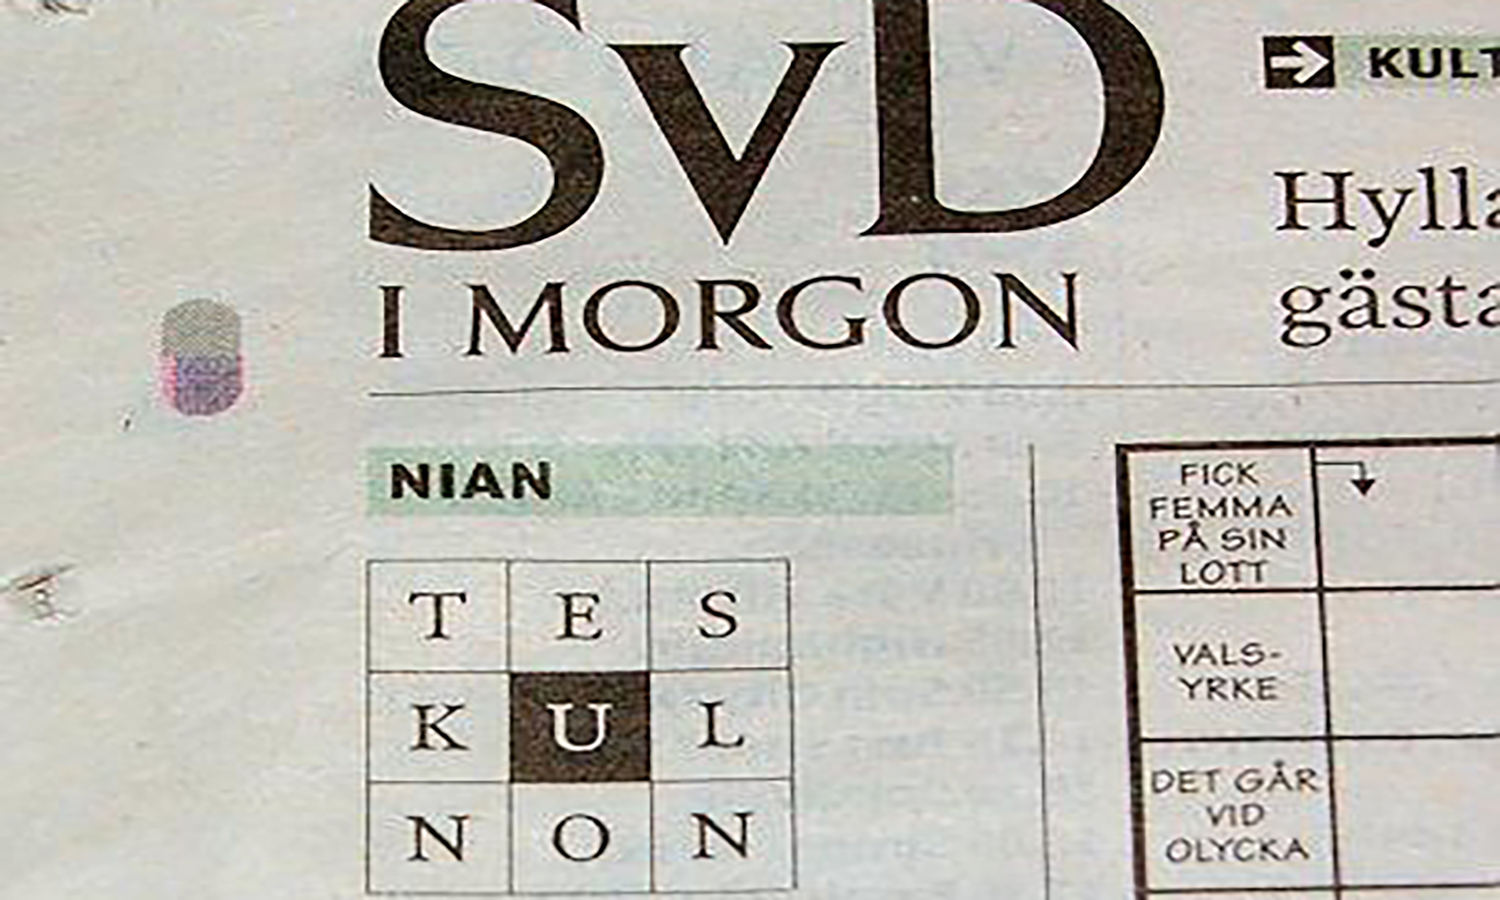 SvD
I MORGON
KULT
Hylla
gästa
NIAN
T E S
K U L
N O N
FICK
FEMMA
PÅ SIN
LOTT
VALS-
YRKE
DET GÅR
VID
OLYCKA